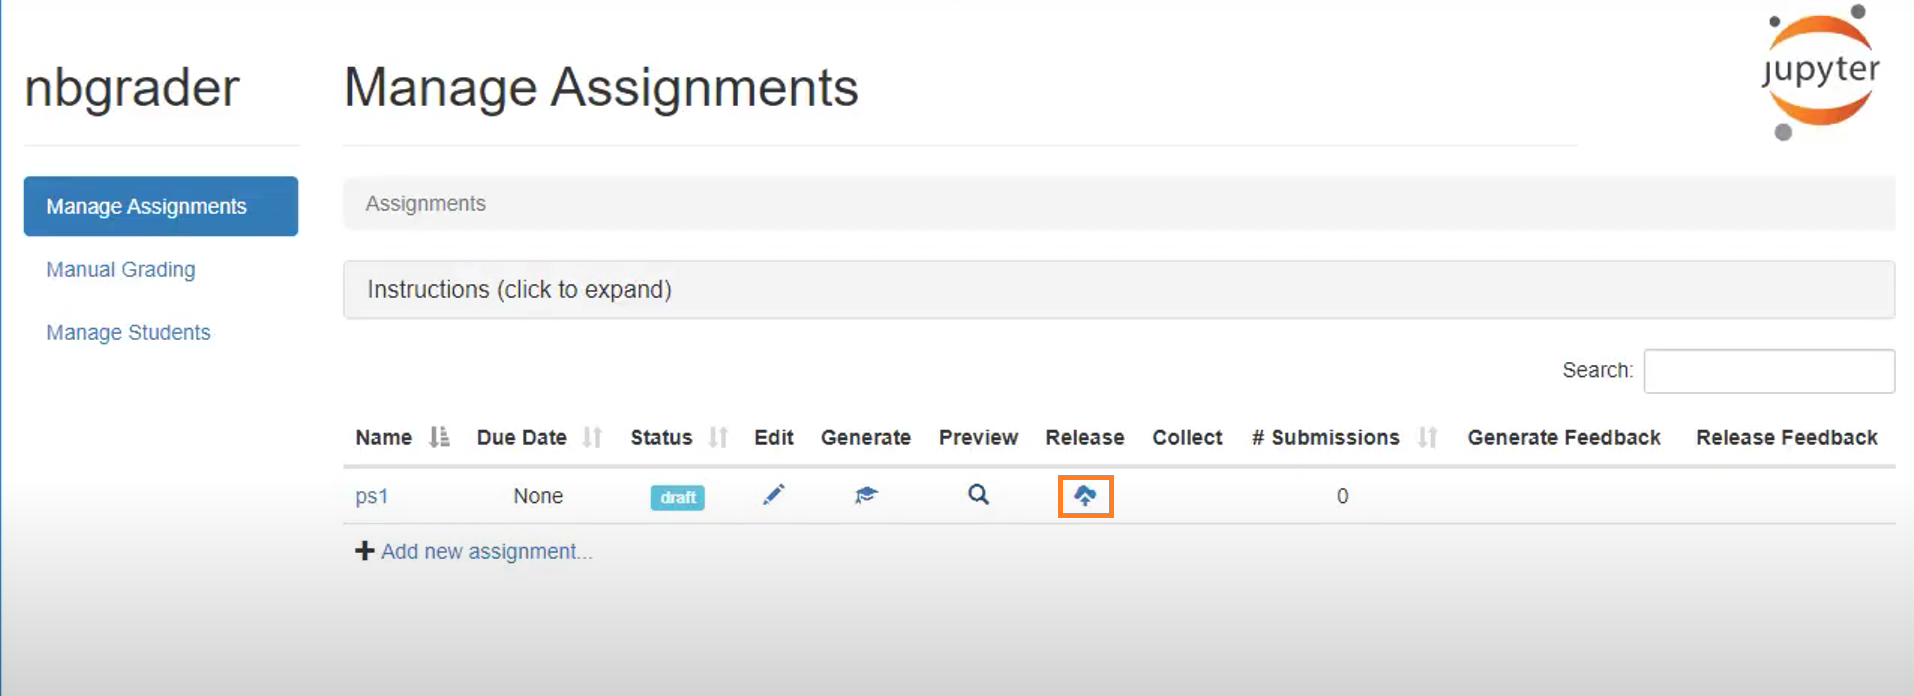 nbgrader
Manage Assignments
jupyter
Manage Assignments
Manual Grading
Manage Students
Assignments
Instructions (click to expand)
Search:
Name Due Date Status Edit Generate Preview Release Collect # Submissions Generate Feedback Release Feedback
ps1 None draft 0
Add new assignment...